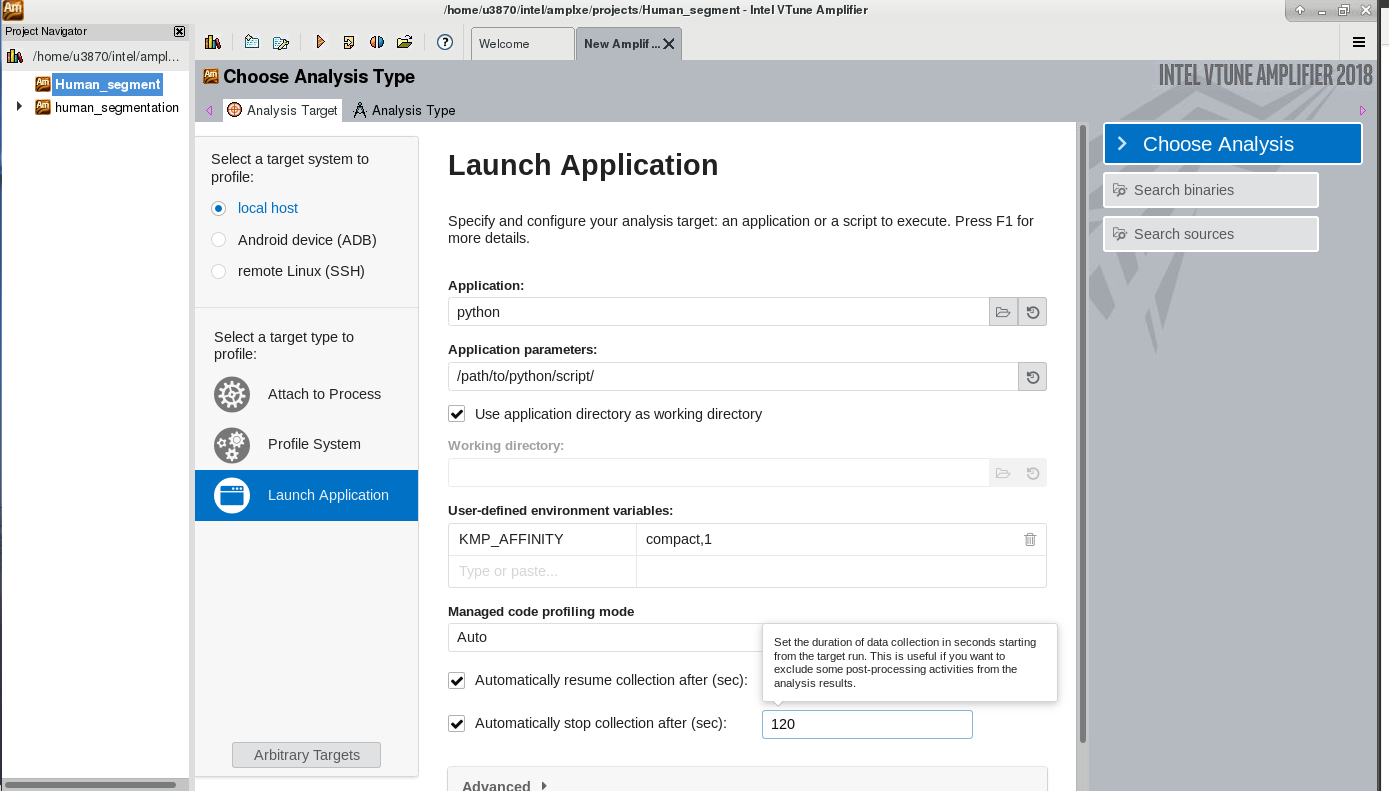 Am
/home/u3870/intel/amplxe/projects/Human_segment - Intel VTune Amplifier
Project Navigator
/home/u3870/intel/ampl...
Am Human_segment
Am human_segmentation
?
Welcome
New Amplif...
Am Choose Analysis Type
INTEL VTUNE AMPLIFIER 2018
Analysis Target
Analysis Type
Select a target system to
profile:
local host
Android device (ADB)
remote Linux (SSH)
Select a target type to
profile:
Attach to Process
Profile System
Launch Application
Arbitrary Targets
Launch Application
Specify and configure your analysis target: an application or a script to execute. Press F1 for
more details.
Application:
python
Application parameters:
/path/to/python/script/
Use application directory as working directory
Working directory:
User-defined environment variables:
KMP_AFFINITY
compact,1
Type or paste...
Managed code profiling mode
Auto
Set the duration of data collection in seconds starting
from the target run. This is useful if you want to
exclude some post-processing activities from the
analysis results.
Automatically resume collection after (sec):
Automatically stop collection after (sec):
120
Advanced
Choose Analysis
Search binaries
Search sources